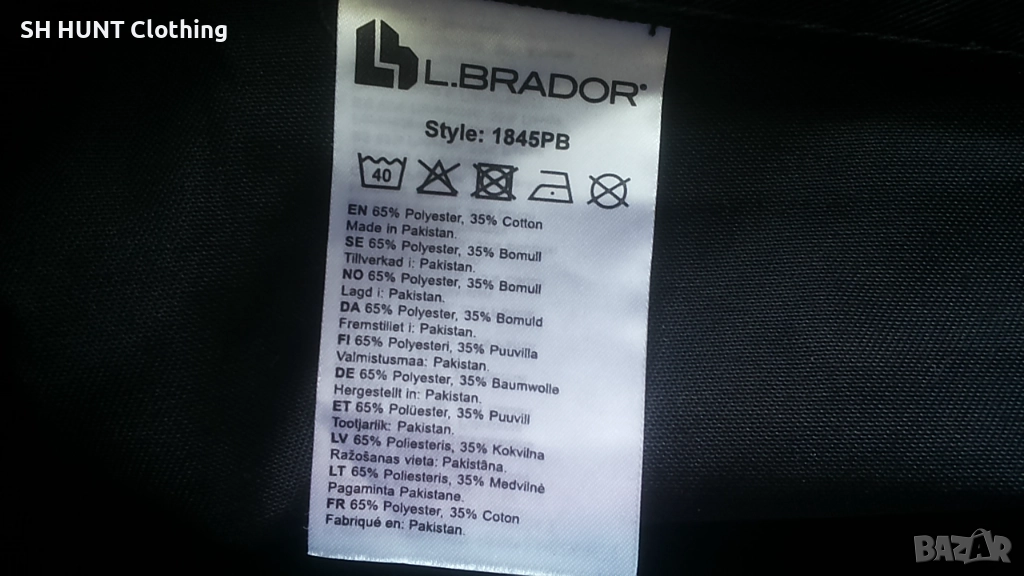 SH HUNT Clothing
L.BRADOR
Style: 1845PB
40
EN 65% Polyester, 35% Cotton
Made in Pakistan.
SE 65% Polyester, 35% Bomull
Tillverkad i: Pakistan.
NO 65% Polyester, 35% Bomull
Lagd i: Pakistan.
DA 65% Polyester, 35% Bomuld
Fremstillet i: Pakistan.
FI 65% Polyesteri, 35% Puuvilla
Valmistusmaa: Pakistan.
DE 65% Polyester, 35% Baumwolle
Hergestellt in: Pakistan.
ET 65% Polüester, 35% Puuvill
Tootjariik: Pakistan.
LV 65% Poliesteris, 35% Kokvilna
Ražošanas vieta: Pakistāna.
LT 65% Poliesteris, 35% Medvilnė
Pagaminta Pakistane.
FR 65% Polyester, 35% Coton
Fabriqué en: Pakistan.
BAZAR